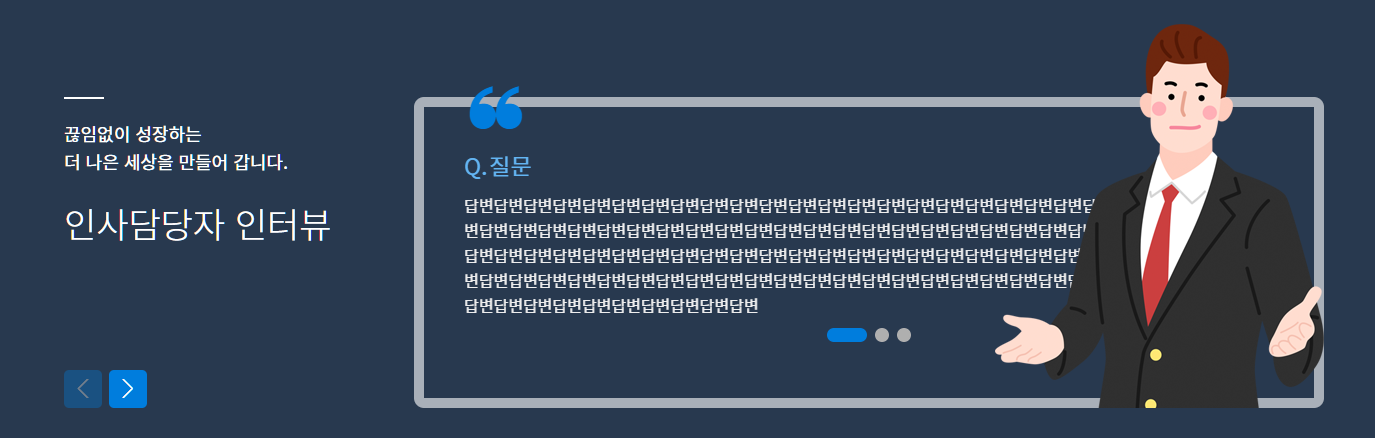 끊임없이 성장하는
더 나은 세상을 만들어 갑니다.
인사담당자 인터뷰
Q.질문
답변답변답변답변답변답변답변답변답변답변답변답변답변답변답변답변답변답변답변답변답변답
변답변답변답변답변답변답변답변답변답변답변답변답변답변답변답변답변답변답변답변답변답
답변답변답변답변답변답변답변답변답변답변답변답변답변답변답변답변답변답변답변답변답변
변답변답변답변답변답변답변답변답변답변답변답변답변답변답변답변답변답변답변답변답변
답변답변답변답변답변답변답변답변답변답변